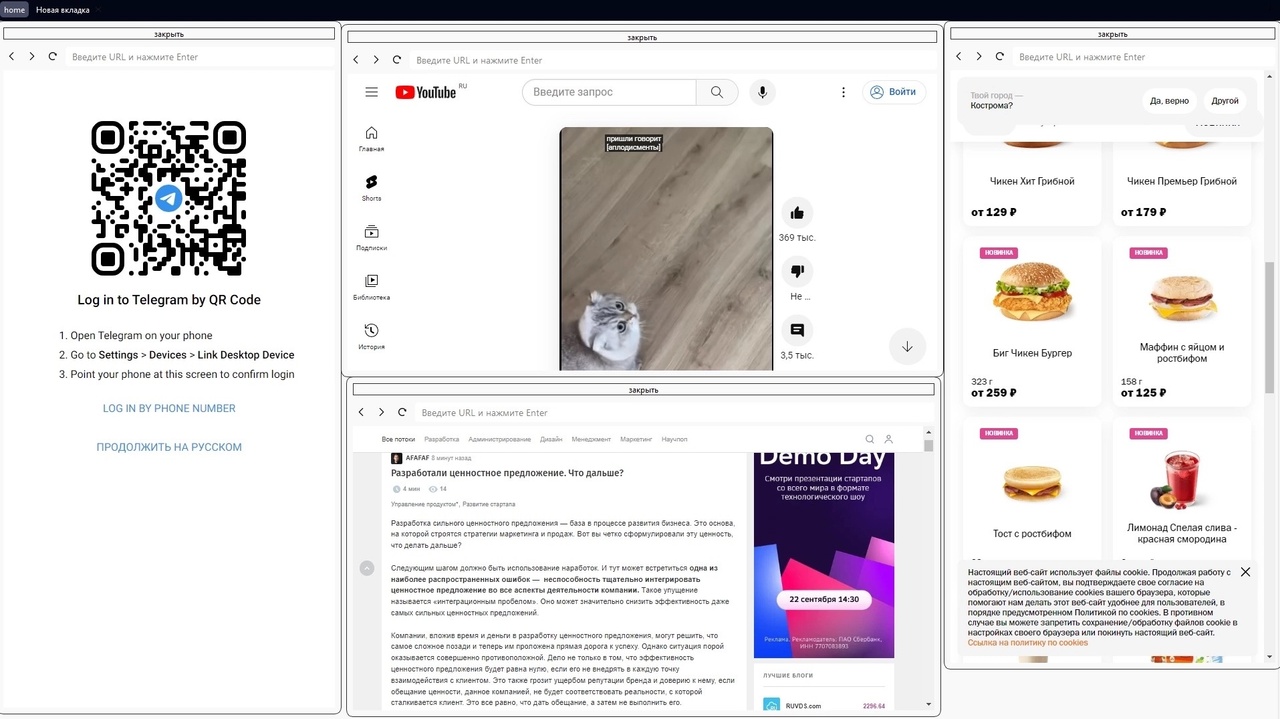 home
Новая вкладка
закрыть
Введите URL и нажмите Enter
Log in to Telegram by QR Code
1. Open Telegram on your phone
2. Go to Settings > Devices > Link Desktop Device
3. Point your phone at this screen to confirm login
LOG IN BY PHONE NUMBER
ПРОДОЛЖИТЬ НА РУССКОМ
закрыть
Введите URL и нажмите Enter
YouTube RU
Введите запрос
Войти
Главная
Shorts
Подписки
Библиотека
История
пришли говорит
[аплодисменты]
369 тыс.
Не ...
3,5 тыс.
закрыть
Введите URL и нажмите Enter
Все потоки Разработка Администрирование Дизайн Менеджмент Маркетинг Научпоп
AFAFAF 8 минут назад
Разработали ценностное предложение. Что дальше?
4 мин 14
Управление продуктом*, Развитие стартапа
Разработка сильного ценностного предложения — база в процессе развития бизнеса. Это основа,
на которой строятся стратегии маркетинга и продаж. Вот вы четко сформулировали эту ценность,
что делать дальше?
Следующим шагом должно быть использование наработок. И тут может встретиться одна из
наиболее распространенных ошибок — неспособность тщательно интегрировать
ценностное предложение во все аспекты деятельности компании. Такое упущение
называется «интеграционным пробелом». Оно может значительно снизить эффективность даже
самых сильных ценностных предложений.
Компании, вложив время и деньги в разработку ценностного предложения, могут решить, что
самое сложное позади и теперь им проложена прямая дорога к успеху. Однако ситуация порой
оказывается совершенно противоположной. Дело не только в том, что эффективность
ценностного предложения будет равна нулю, если его не внедрять в каждую точку
взаимодействия с клиентом. Это также грозит ущербом репутации бренда и доверию к нему, если
обещание ценности, данное компанией, не будет соответствовать реальности, с которой
сталкивается клиент. Это все равно, что дать обещание, а затем не выполнить его.
Demo Day
Смотри презентации стартапов
со всего мира в формате
технологического шоу
22 сентября 14:30
Реклама. Рекламодатель: ПАО Сбербанк,
ИНН 7707083893
ЛУЧШИЕ БЛОГИ
RUVDS.com 2296.64
закрыть
Введите URL и нажмите Enter
Твой город —
Кострома?
Да, верно
Другой
Чикен Хит Грибной
от 129 ₽
Чикен Премьер Грибной
от 179 ₽
НОВИНКА
Биг Чикен Бургер
323 г
от 259 ₽
НОВИНКА
Маффин с яйцом и
ростбифом
158 г
от 125 ₽
НОВИНКА
Тост с ростбифом
НОВИНКА
Лимонад Спелая слива -
красная смородина
Настоящий веб-сайт использует файлы cookie. Продолжая работу с
настоящим веб-сайтом, вы подтверждаете свое согласие на
обработку/использование cookies вашего браузера, которые
помогают нам делать этот веб-сайт удобнее для пользователей, в
порядке предусмотренном Политикой по cookies. В противном
случае вы можете запретить сохранение/обработку файлов cookie в
настройках своего браузера или покинуть настоящий веб-сайт.
Ссылка на политику по cookies